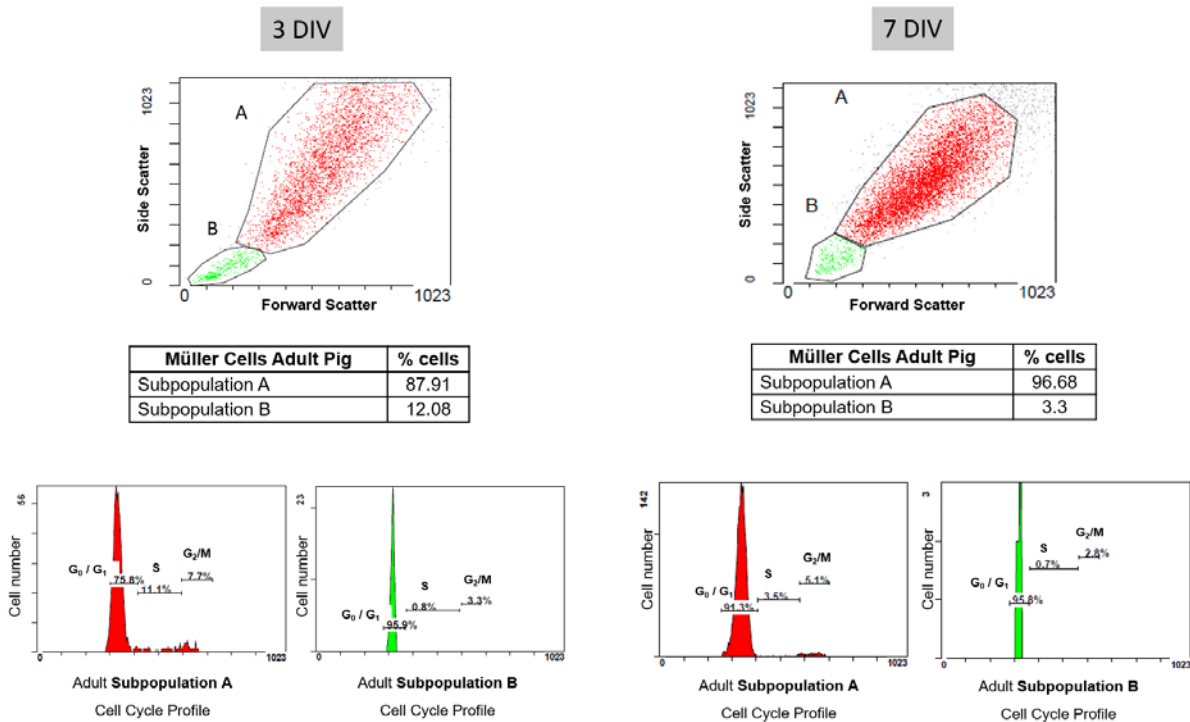 3 DIV
7 DIV
A
B
1023
Side Scatter
0
0
Forward Scatter
1023
A
B
1023
Side Scatter
0
0
Forward Scatter
1023
Müller Cells Adult Pig % cells
Subpopulation A 87.91
Subpopulation B 12.08
Müller Cells Adult Pig % cells
Subpopulation A 96.68
Subpopulation B 3.3
56
Cell number
G₂/M
S
G₀ / G₁ 75.8% 7.7%
11.1%
0 1023
Adult Subpopulation A
Cell Cycle Profile
23
G₂/M
S
3.3%
0.8%
G₀ / G₁
95.9%
0 1023
Adult Subpopulation B
Cell Cycle Profile
142
Cell number
G₂/M
S 5.1%
G₀ / G₁ 3.5%
91.3%
0 1023
Adult Subpopulation A
Cell Cycle Profile
3
Cell number
G₂/M
S 2.8%
0.7%
G₀ / G₁
95.8%
0 1023
Adult Subpopulation B
Cell Cycle Profile